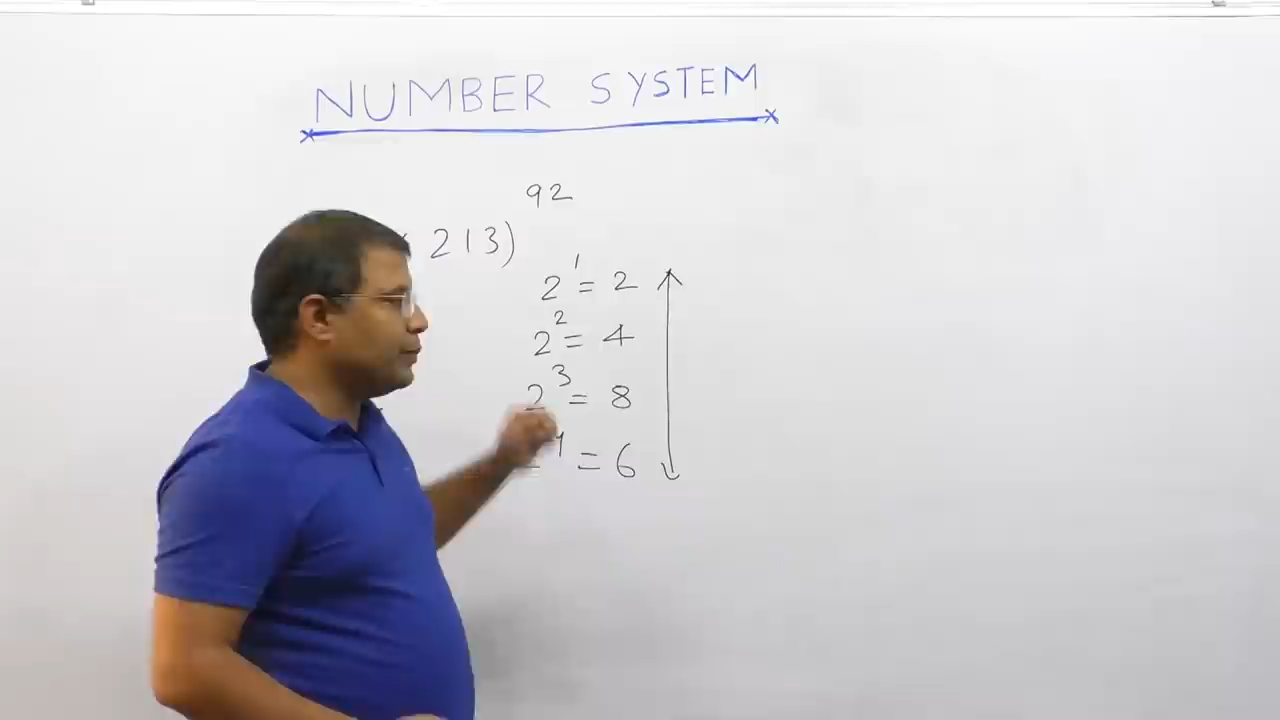 NUMBER SYSTEM
92
213)
2¹ = 2
2² = 4
2³ = 8
= 6